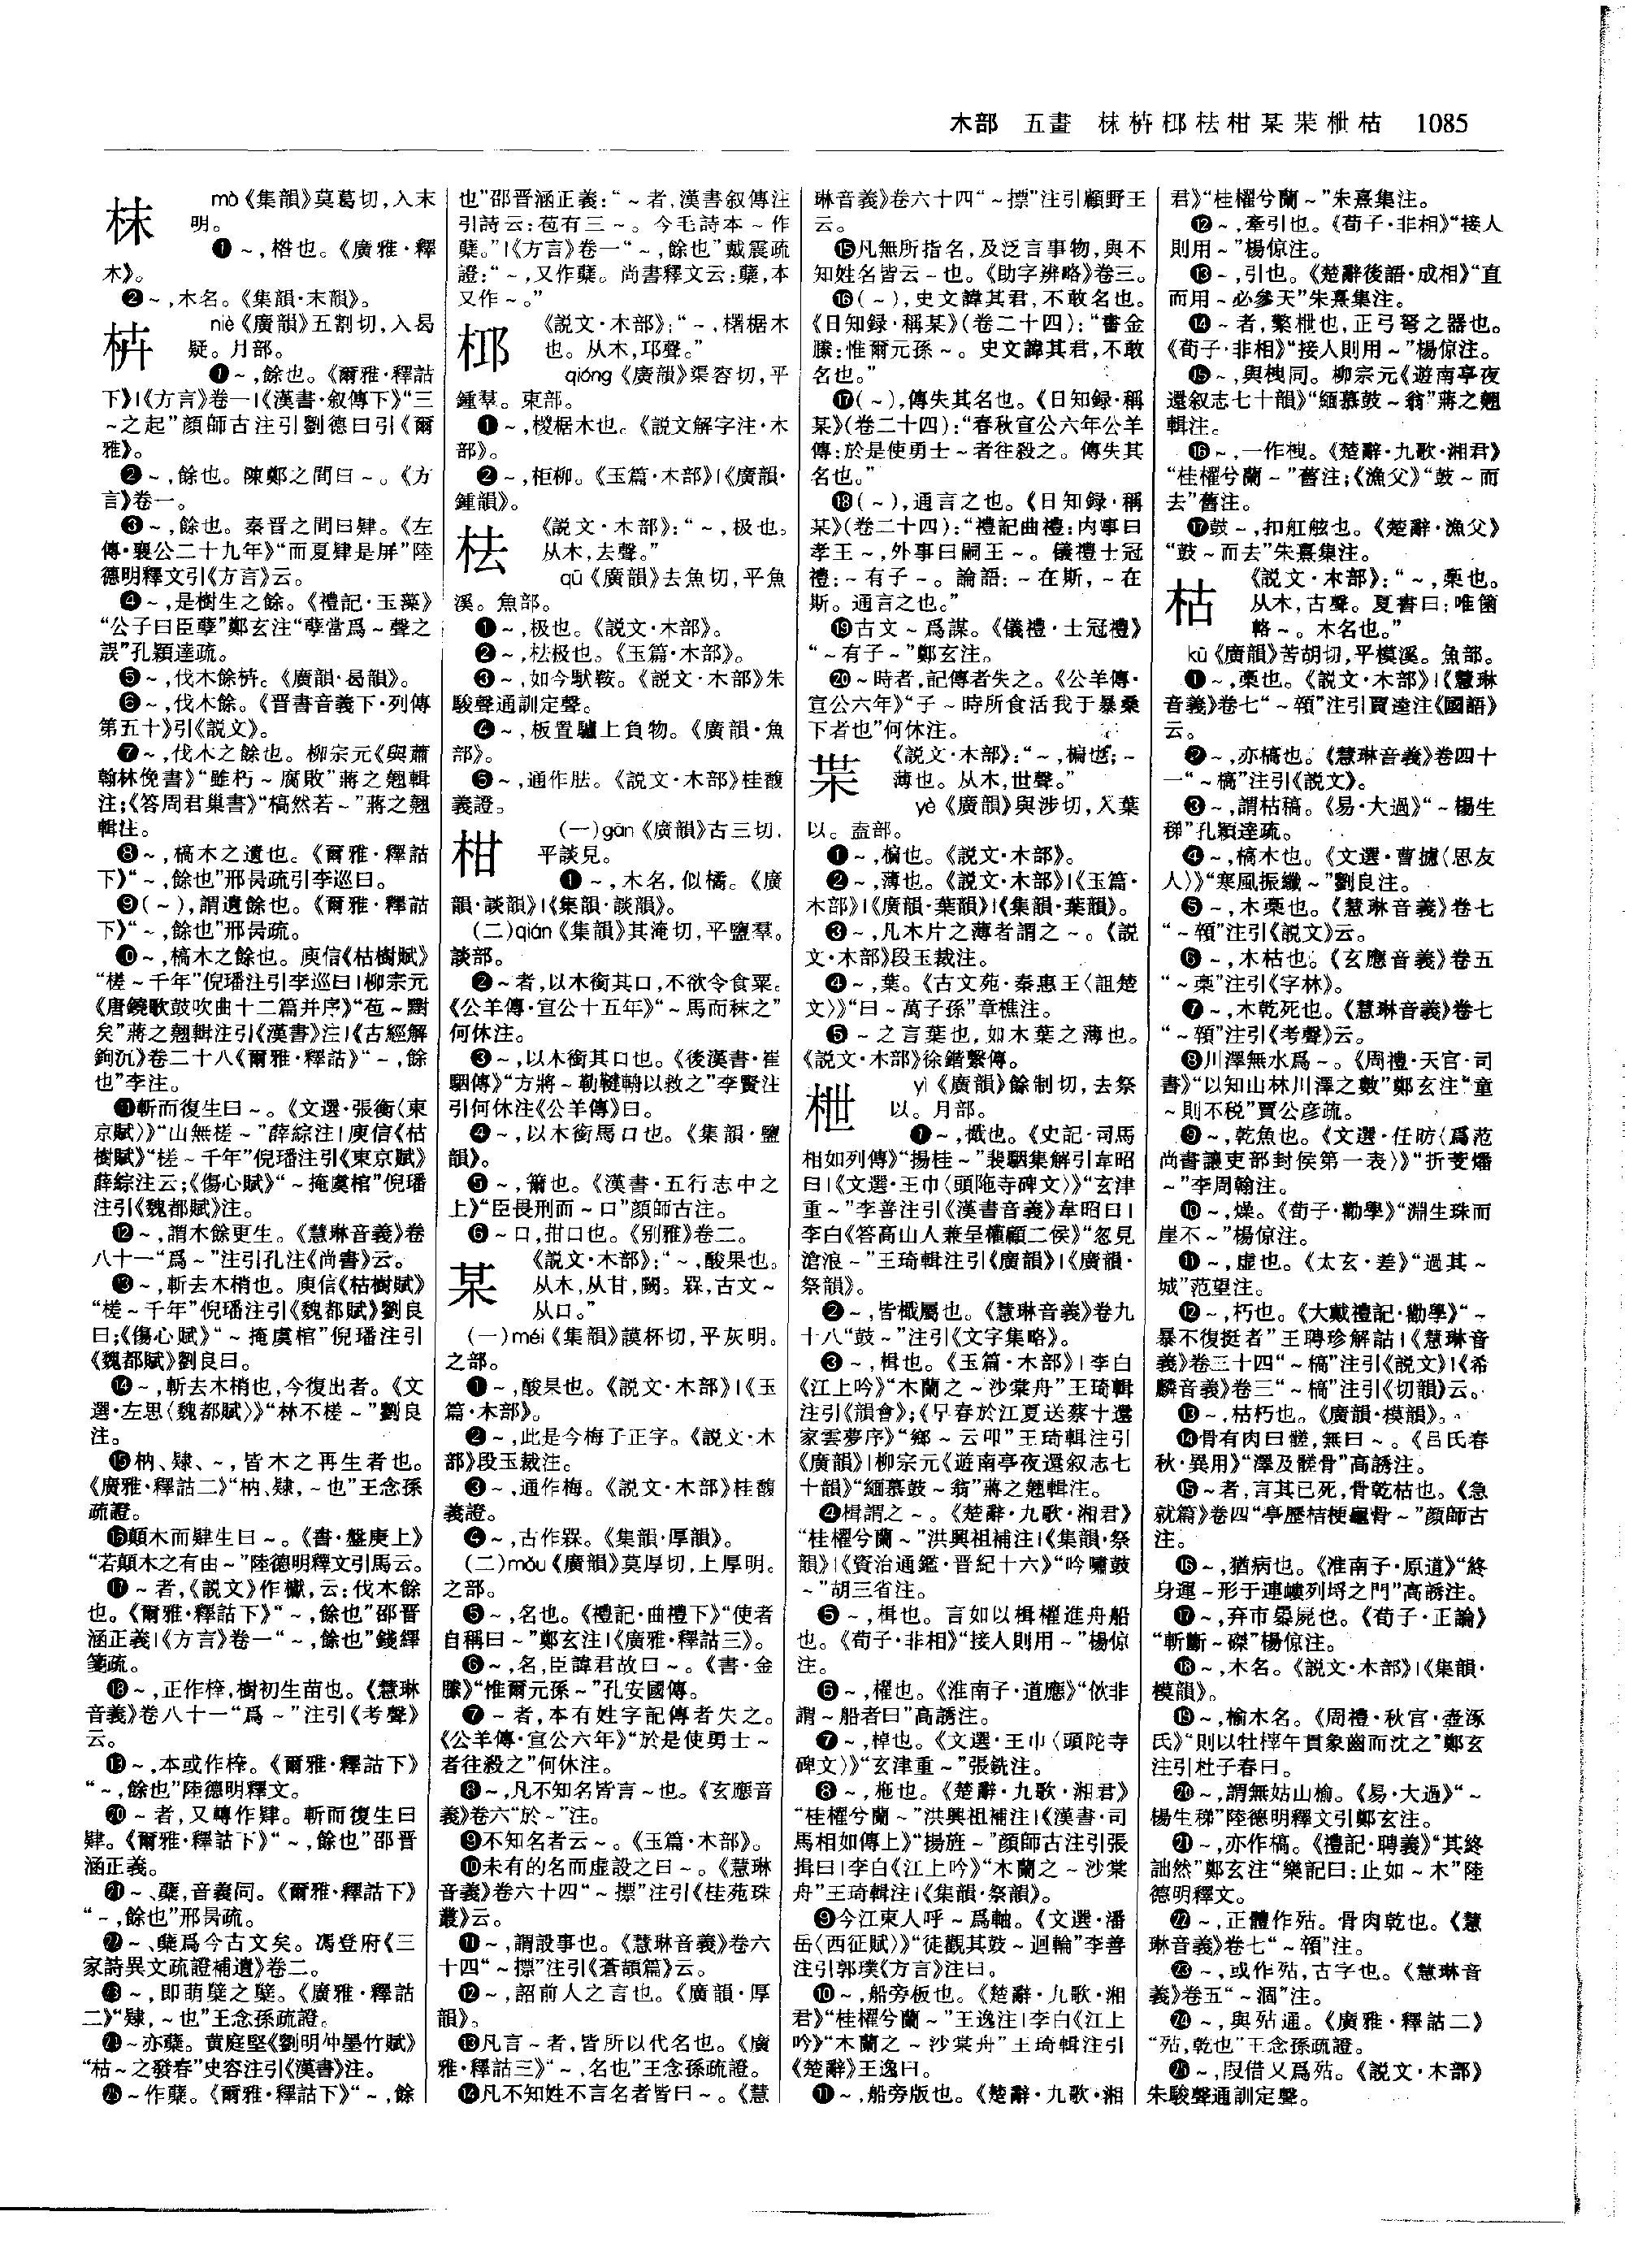 木部　五畫　枺枿桏柉柑某枼枻枯　1085
枺
mò《集韻》莫葛切,入末
明。
❶～,楁也。《廣雅·釋
木》。
❷～,木名。《集韻·末韻》。
枿
niè《廣韻》五割切,入曷
疑。月部。
❶～,餘也。《爾雅·釋詁
下》|《方言》卷一|《漢書·叙傳下》“三
～之起”顔師古注引劉德曰引《爾
雅》。
❷～,餘也。陳鄭之間曰～。《方
言》卷一。
❸～,餘也。秦晋之間曰肄。《左
傳·襄公二十九年》“而夏肄是屏”陸
德明釋文引《方言》云。
❹～,是樹生之餘。《禮記·玉藻》
“公子曰臣孽”鄭玄注“孽當爲～聲之
誤”孔穎達疏。
❺～,伐木餘枿。《廣韻·曷韻》。
❻～,伐木餘。《晋書音義下·列傳
第五十》引《説文》。
❼～,伐木之餘也。柳宗元《與蕭
翰林俛書》“雖朽～腐敗”蔣之翹輯
注;《答周君巢書》“槁然若～”蔣之翹
輯注。
❽～,槁木之遺也。《爾雅·釋詁
下》“～,餘也”邢昺疏引李巡曰。
❾(～),謂遺餘也。《爾雅·釋詁
下》“～,餘也”邢昺疏。
❿～,槁木之餘也。庾信《枯樹賦》
“槎～千年”倪璠注引李巡曰|柳宗元
《唐鐃歌鼓吹曲十二篇并序》“苞～黜
矣”蔣之翹輯注引《漢書》注|《古經解
鉤沉》卷二十八《爾雅·釋詁》“～,餘
也”李注。
⓫斬而復生曰～。《文選·張衡〈東
京賦〉》“山無槎～”薛綜注|庾信《枯
樹賦》“槎～千年”倪璠注引《東京賦》
薛綜注云;《傷心賦》“～掩虞棺”倪璠
注引《魏都賦》注。
⓬～,謂木餘更生。《慧琳音義》卷
八十一“爲～”注引孔注《尚書》云。
⓭～,斬去木梢也。庾信《枯樹賦》
“槎～千年”倪璠注引《魏都賦》劉良
曰;《傷心賦》“～掩虞棺”倪璠注引
《魏都賦》劉良曰。
⓮～,斬去木梢也,今復出者。《文
選·左思〈魏都賦〉》“林不槎～”劉良
注。
⓯枘、隸、～,皆木之再生者也。
《廣雅·釋詁二》“枘、隸,～也”王念孫
疏證。
⓰顛木而肄生曰～。《書·盤庚上》
“若顛木之有由～”陸德明釋文引馬云。
⓱～者,《説文》作㰕,云:伐木餘
也。《爾雅·釋詁下》“～,餘也”邵晋
涵正義|《方言》卷一“～,餘也”錢繹
箋疏。
⓲～,正作㮆,樹初生苗也。《慧琳
音義》卷八十一“爲～”注引《考聲》
云。
⓳～,本或作㮆。《爾雅·釋詁下》
“～,餘也”陸德明釋文。
⓴～者,又轉作肄。斬而復生曰
肄。《爾雅·釋詁下》“～,餘也”邵晋
涵正義。
㉑～、蘖,音義同。《爾雅·釋詁下》
“～,餘也”邢昺疏。
㉒～、蘖爲今古文矣。馮登府《三
家詩異文疏證補遺》卷二。
㉓～,即萌櫱之櫱。《廣雅·釋詁
二》“隸,～也”王念孫疏證。
㉔～亦蘖。黄庭堅《劉明仲墨竹賦》
“枯～之發春”史容注引《漢書》注。
㉕～作蘖。《爾雅·釋詁下》“～,餘
也”邵晋涵正義:“～者,漢書叙傳注
引詩云:苞有三～。今毛詩本～作
蘖。”|《方言》卷一“～,餘也”戴震疏
證:“～,又作蘖。尚書釋文云:蘖,本
又作～。”
桏
《説文·木部》:“～,㯕椐木
也。从木,邛聲。”
qióng《廣韻》渠容切,平
鍾羣。東部。
❶～,椶椐木也。《説文解字注·木
部》。
❷～,柜柳。《玉篇·木部》|《廣韻·
鍾韻》。
柉
《説文·木部》:“～,极也。
从木,去聲。”
qū《廣韻》去魚切,平魚
溪。魚部。
❶～,极也。《説文·木部》。
❷～,㭕极也。《玉篇·木部》。
❸～,如今馱鞍。《説文·木部》朱
駿聲通訓定聲。
❹～,板置驢上負物。《廣韻·魚
部》。
❺～,通作胠。《説文·木部》桂馥
義證。
柑
(一)gān《廣韻》古三切,
平談見。
❶～,木名,似橘。《廣
韻·談韻》|《集韻·談韻》。
(二)qián《集韻》其淹切,平鹽羣。
談部。
❷～者,以木銜其口,不欲令食粟。
《公羊傳·宣公十五年》“～馬而秣之”
何休注。
❸～,以木銜其口也。《後漢書·崔
駰傳》“方將～勒鞬輈以救之”李賢注
引何休注《公羊傳》曰。
❹～,以木銜馬口也。《集韻·鹽
韻》。
❺～,籋也。《漢書·五行志中之
上》“臣畏刑而～口”顔師古注。
❻～口,拑口也。《别雅》卷二。
某
《説文·木部》:“～,酸果也。
从木,从甘,闕。槑,古文～
从口。”
(一)méi《集韻》謨杯切,平灰明。
之部。
❶～,酸果也。《説文·木部》|《玉
篇·木部》。
❷～,此是今梅子正字。《説文·木
部》段玉裁注。
❸～,通作梅。《説文·木部》桂馥
義證。
❹～,古作槑。《集韻·厚韻》。
(二)mǒu《廣韻》莫厚切,上厚明。
之部。
❺～,名也。《禮記·曲禮下》“使者
自稱曰～”鄭玄注|《廣雅·釋詁三》。
❻～,名,臣諱君故曰～。《書·金
縢》“惟爾元孫～”孔安國傳。
❼～者,本有姓字記傳者失之。
《公羊傳·宣公六年》“於是使勇士～
者往殺之”何休注。
❽～,凡不知名皆言～也。《玄應音
義》卷六“於～”注。
❾不知名者云～。《玉篇·木部》。
❿未有的名而虚設之曰～。《慧琳
音義》卷六十四“～摽”注引《桂苑珠
叢》云。
⓫～,謂設事也。《慧琳音義》卷六
十四“～摽”注引《蒼頡篇》云。
⓬～,詔前人之言也。《廣韻·厚
韻》。
⓭凡言～者,皆所以代名也。《廣
雅·釋詁三》“～,名也”王念孫疏證。
⓮凡不知姓不言名者皆曰～。《慧
琳音義》卷六十四“～摽”注引顧野王
云。
⓯凡無所指名,及泛言事物,與不
知姓名皆云～也。《助字辨略》卷三。
⓰(～),史文諱其君,不敢名也。
《日知録·稱某》(卷二十四):“書金
縢:惟爾元孫～。史文諱其君,不敢
名也。”
⓱(～),傳失其名也。《日知録·稱
某》(卷二十四):“春秋宣公六年公羊
傳:於是使勇士～者往殺之。傳失其
名也。”
⓲(～),通言之也。《日知録·稱
某》(卷二十四):“禮記曲禮:内事曰
孝王～,外事曰嗣王～。儀禮士冠
禮:～有子～。論語:～在斯,～在
斯。通言之也。”
⓳古文～爲謀。《儀禮·士冠禮》
“～有子～”鄭玄注。
⓴～時者,記傳者失之。《公羊傳·
宣公六年》“子～時所食活我于暴桑
下者也”何休注。
枼
《説文·木部》:“～,楄也;～
薄也。从木,世聲。”
yè《廣韻》與涉切,入葉
以。盍部。
❶～,楄也。《説文·木部》。
❷～,薄也。《説文·木部》|《玉篇·
木部》|《廣韻·葉韻》|《集韻·葉韻》。
❸～,凡木片之薄者謂之～。《説
文·木部》段玉裁注。
❹～,葉。《古文苑·秦惠王〈詛楚
文〉》“曰～萬子孫”章樵注。
❺～之言葉也,如木葉之薄也。
《説文·木部》徐鍇繫傳。
枻
yì《廣韻》餘制切,去祭
以。月部。
❶～,檝也。《史記·司馬
相如列傳》“揚桂～”裴駰集解引韋昭
曰|《文選·王巾〈頭陁寺碑文〉》“玄津
重～”李善注引《漢書音義》韋昭曰|
李白《答高山人兼呈權顧二侯》“忽見
滄浪～”王琦輯注引《廣韻》|《廣韻·
祭韻》。
❷～,皆檝屬也。《慧琳音義》卷九
十八“鼓～”注引《文字集略》。
❸～,楫也。《玉篇·木部》|李白
《江上吟》“木蘭之～沙棠舟”王琦輯
注引《韻會》;《早春於江夏送蔡十還
家雲夢序》“鄉～云叩”王琦輯注引
《廣韻》|柳宗元《遊南亭夜還叙志七
十韻》“緬慕鼓～翁”蔣之翹輯注。
❹楫謂之～。《楚辭·九歌·湘君》
“桂櫂兮蘭～”洪興祖補注|《集韻·祭
韻》|《資治通鑑·晋紀十六》“吟嘯鼓
～”胡三省注。
❺～,楫也。言如以楫櫂進舟船
也。《荀子·非相》“接人則用～”楊倞
注。
❻～,櫂也。《淮南子·道應》“佽非
謂～船者曰”高誘注。
❼～,棹也。《文選·王巾〈頭陀寺
碑文〉》“玄津重～”張銑注。
❽～,柂也。《楚辭·九歌·湘君》
“桂櫂兮蘭～”洪興祖補注|《漢書·司
馬相如傳上》“揚旌～”顔師古注引張
揖曰|李白《江上吟》“木蘭之～沙棠
舟”王琦輯注|《集韻·祭韻》。
❾今江東人呼～爲軸。《文選·潘
岳〈西征賦〉》“徒觀其鼓～迴輪”李善
注引郭璞《方言》注曰。
❿～,船旁板也。《楚辭·九歌·湘
君》“桂櫂兮蘭～”王逸注|李白《江上
吟》“木蘭之～沙棠舟”王琦輯注引
《楚辭》王逸曰。
⓫～,船旁版也。《楚辭·九歌·湘
君》“桂櫂兮蘭～”朱熹集注。
⓬～,牽引也。《荀子·非相》“接人
則用～”楊倞注。
⓭～,引也。《楚辭後語·成相》“直
而用～必參天”朱熹集注。
⓮～者,檠枻也,正弓弩之器也。
《荀子·非相》“接人則用～”楊倞注。
⓯～,與栧同。柳宗元《遊南亭夜
還叙志七十韻》“緬慕鼓～翁”蔣之翹
輯注。
⓰～,一作栧。《楚辭·九歌·湘君》
“桂櫂兮蘭～”舊注;《漁父》“鼓～而
去”舊注。
⓱鼓～,扣舡舷也。《楚辭·漁父》
“鼓～而去”朱熹集注。
枯
《説文·木部》:“～,槀也。
从木,古聲。夏書曰:唯箘
輅～。木名也。”
kū《廣韻》苦胡切,平模溪。魚部。
❶～,槀也。《説文·木部》|《慧琳
音義》卷七“～顇”注引賈逵注《國語》
云。
❷～,亦槁也。《慧琳音義》卷四十
一“～槁”注引《説文》。
❸～,謂枯稿。《易·大過》“～楊生
稊”孔穎達疏。
❹～,槁木也。《文選·曹攄〈思友
人〉》“寒風振纖～”劉良注。
❺～,木槀也。《慧琳音義》卷七
“～顇”注引《説文》云。
❻～,木枯也。《玄應音義》卷五
“～槀”注引《字林》。
❼～,木乾死也。《慧琳音義》卷七
“～顇”注引《考聲》云。
❽川澤無水爲～。《周禮·天官·司
書》“以知山林川澤之數”鄭玄注“童
～則不税”賈公彦疏。
❾～,乾魚也。《文選·任昉〈爲范
尚書讓吏部封侯第一表〉》“折芰燔
～”李周翰注。
❿～,燥。《荀子·勸學》“淵生珠而
崖不～”楊倞注。
⓫～,虚也。《太玄·差》“過其～
城”范望注。
⓬～,朽也。《大戴禮記·勸學》“～
暴不復挺者”王聘珍解詁|《慧琳音
義》卷三十四“～槁”注引《説文》|《希
麟音義》卷三“～槁”注引《切韻》云。
⓭～,枯朽也。《廣韻·模韻》。
⓮骨有肉曰髊,無曰～。《吕氏春
秋·異用》“澤及髊骨”高誘注。
⓯～者,言其已死,骨乾枯也。《急
就篇》卷四“亭歷桔梗龜骨～”顔師古
注。
⓰～,猶病也。《淮南子·原道》“終
身運～形于連嶁列埒之門”高誘注。
⓱～,弃市㬥屍也。《荀子·正論》
“斬斷～磔”楊倞注。
⓲～,木名。《説文·木部》|《集韻·
模韻》。
⓳～,榆木名。《周禮·秋官·壺涿
氏》“則以牡橭午貫象齒而沈之”鄭玄
注引杜子春曰。
⓴～,謂無姑山榆。《易·大過》“～
楊生稊”陸德明釋文引鄭玄注。
㉑～,亦作槁。《禮記·聘義》“其終
詘然”鄭玄注“樂記曰:止如～木”陸
德明釋文。
㉒～,正體作殆。骨肉乾也。《慧
琳音義》卷七“～顇”注。
㉓～,或作㱠,古字也。《慧琳音
義》卷五“～涸”注。
㉔～,與㱠通。《廣雅·釋詁二》
“㱠,乾也”王念孫疏證。
㉕～,叚借又爲㱠。《説文·木部》
朱駿聲通訓定聲。